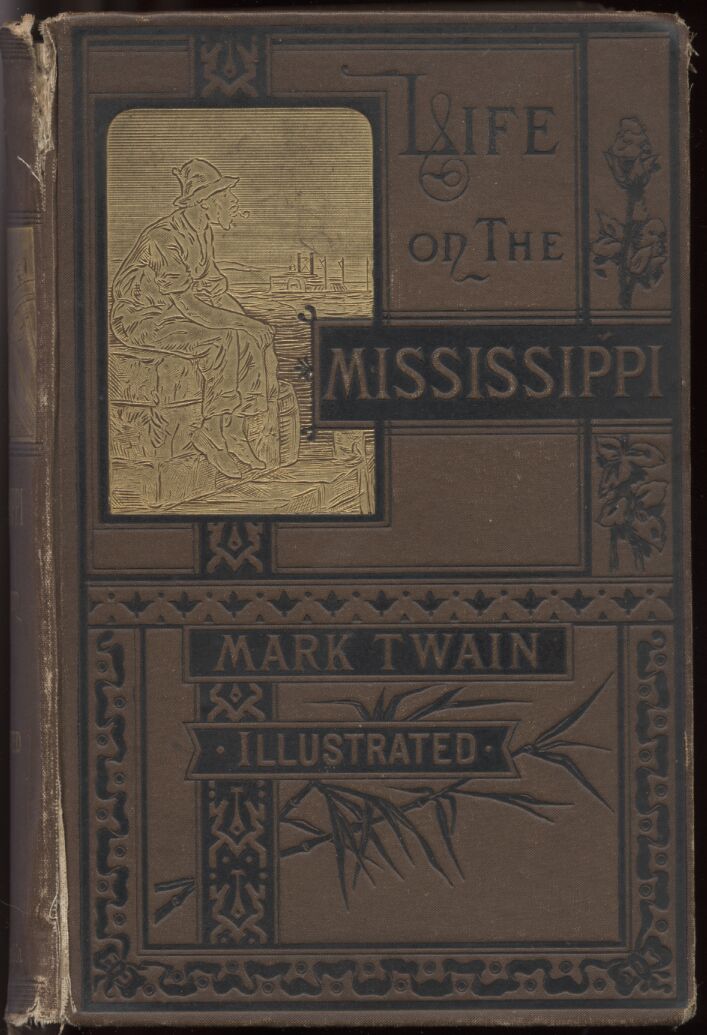 LIFE
ON THE
MISSISSIPPI
MARK TWAIN
· ILLUSTRATED ·